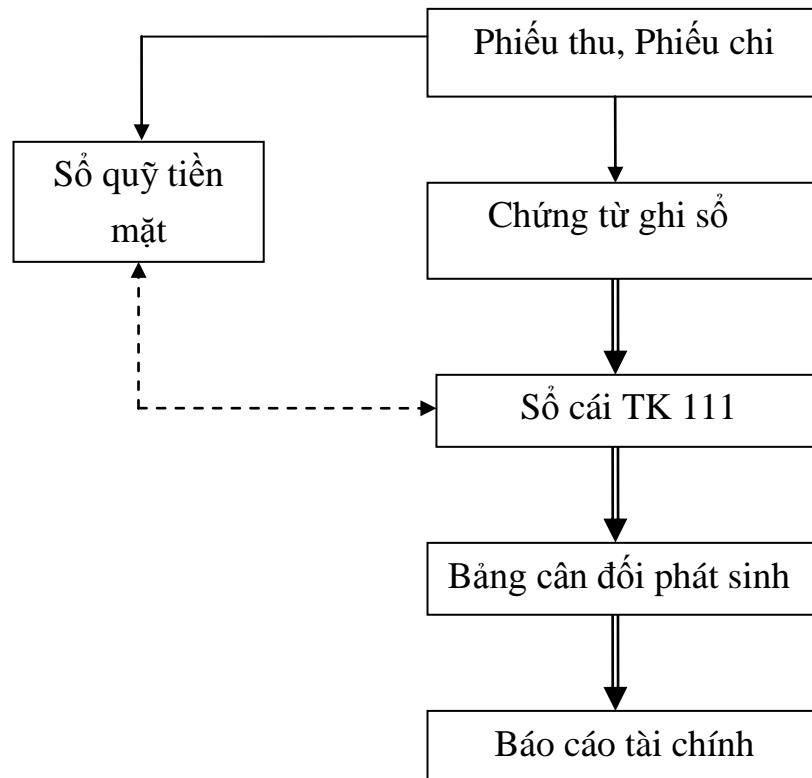 Phiếu thu, Phiếu chi
Sổ quỹ tiền
mặt
Chứng từ ghi sổ
Sổ cái TK 111
Bảng cân đối phát sinh
Báo cáo tài chính